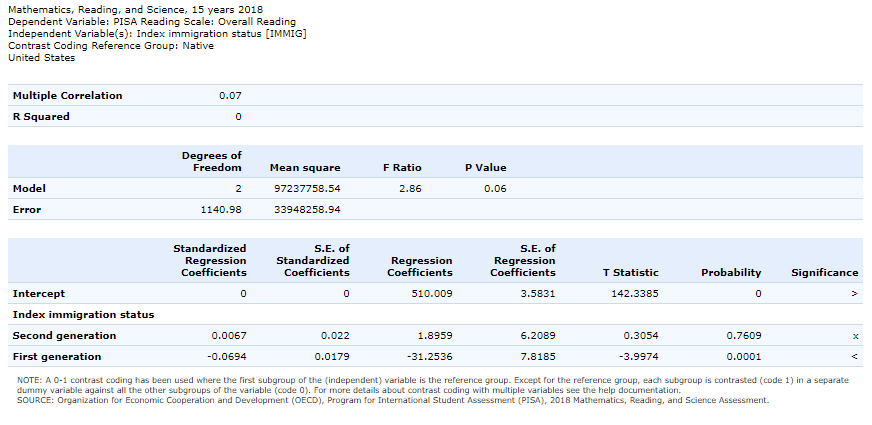 Mathematics, Reading, and Science, 15 years 2018
Dependent Variable: PISA Reading Scale: Overall Reading
Independent Variable(s): Index immigration status [IMMIG]
Contrast Coding Reference Group: Native
United States
Multiple Correlation 0.07
R Squared 0
Degrees of Freedom Mean square F Ratio P Value
Model 2 97237758.54 2.86 0.06
Error 1140.98 33948258.94
Standardized Regression Coefficients S.E. of Standardized Coefficients Regression Coefficients S.E. of Regression Coefficients T Statistic Probability Significance
Intercept 0 0 510.009 3.5831 142.3385 0 >
Index immigration status
Second generation 0.0067 0.022 1.8959 6.2089 0.3054 0.7609 x
First generation -0.0694 0.0179 -31.2536 7.8185 -3.9974 0.0001 <
NOTE: A 0-1 contrast coding has been used where the first subgroup of the (independent) variable is the reference group. Except for the reference group, each subgroup is contrasted (code 1) in a separate
dummy variable against all the other subgroups of the variable (code 0). For more details about contrast coding with multiple variables see the help documentation.
SOURCE: Organization for Economic Cooperation and Development (OECD), Program for International Student Assessment (PISA), 2018 Mathematics, Reading, and Science Assessment.